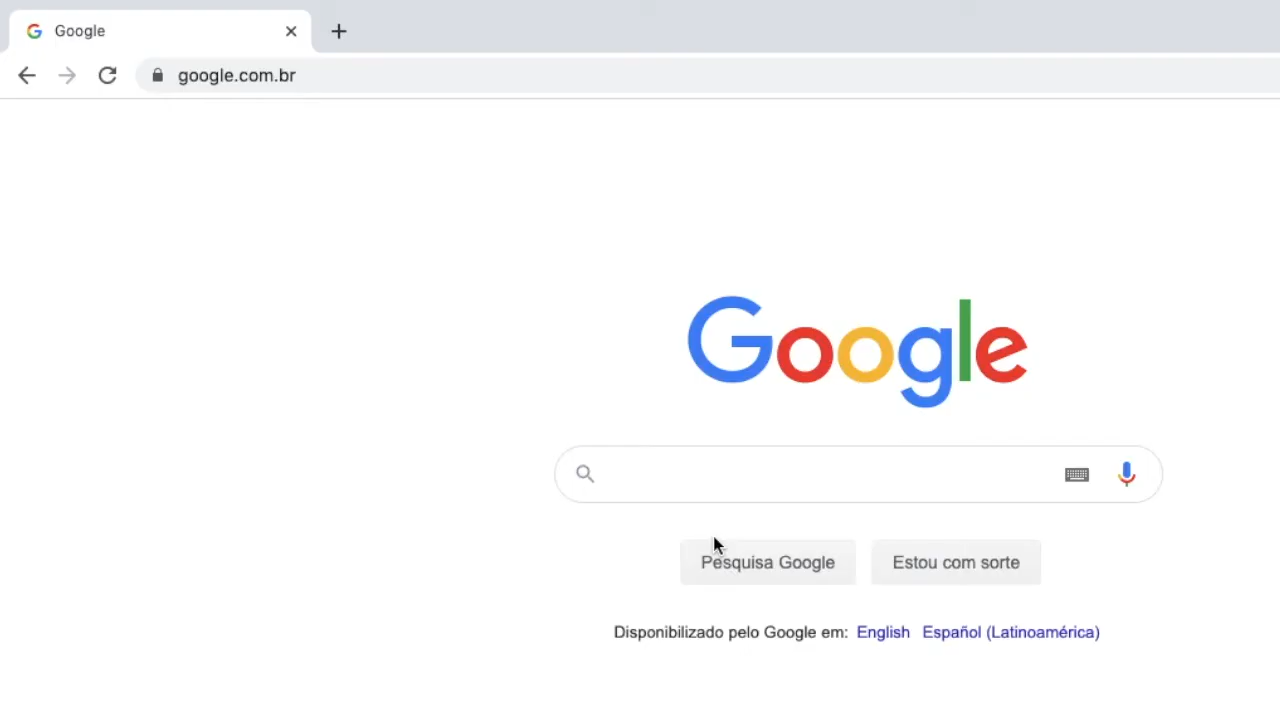 Google
google.com.br
Google
Pesquisa Google
Estou com sorte
Disponibilizado pelo Google em: English Español (Latinoamérica)